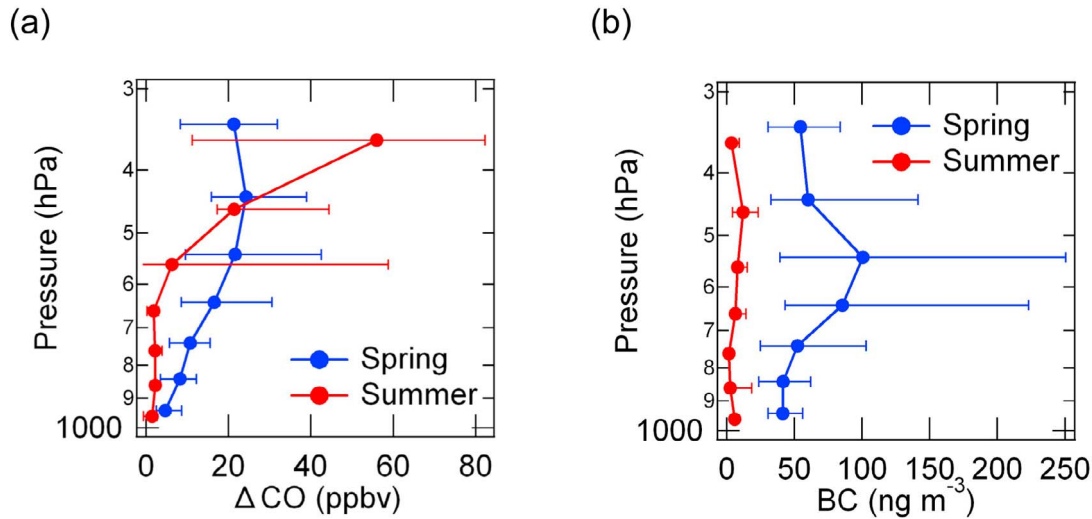 (a)
3
4
5
6
7
8
9
1000
Pressure (hPa)
Spring
Summer
0 20 40 60 80
Δ CO (ppbv)
(b)
3
4
5
6
7
8
9
1000
Pressure (hPa)
Spring
Summer
0 50 100 150 200 250
BC (ng m⁻³)